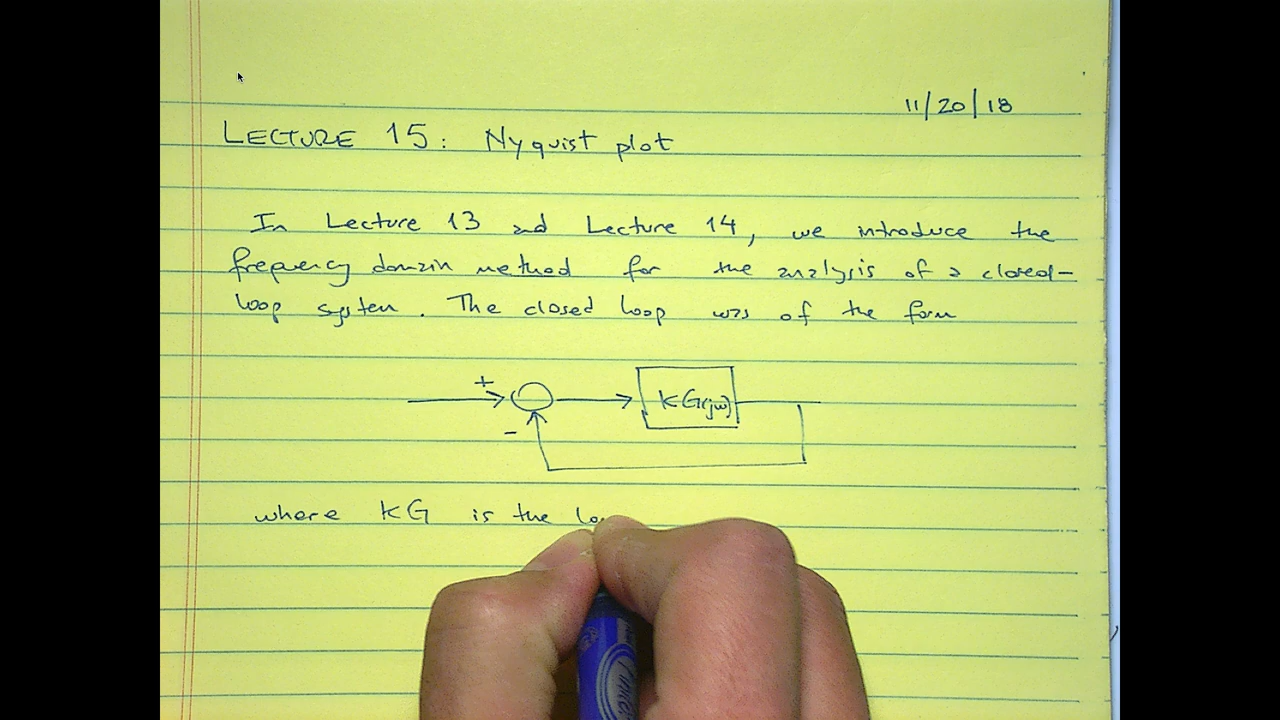 11/20/18
LECTURE 15: Nyquist plot
In Lecture 13 and Lecture 14, we introduce the
frequency domain method for the analysis of a closed-
loop system. The closed loop was of the form
+
KG(jω)
-
where KG is the lo